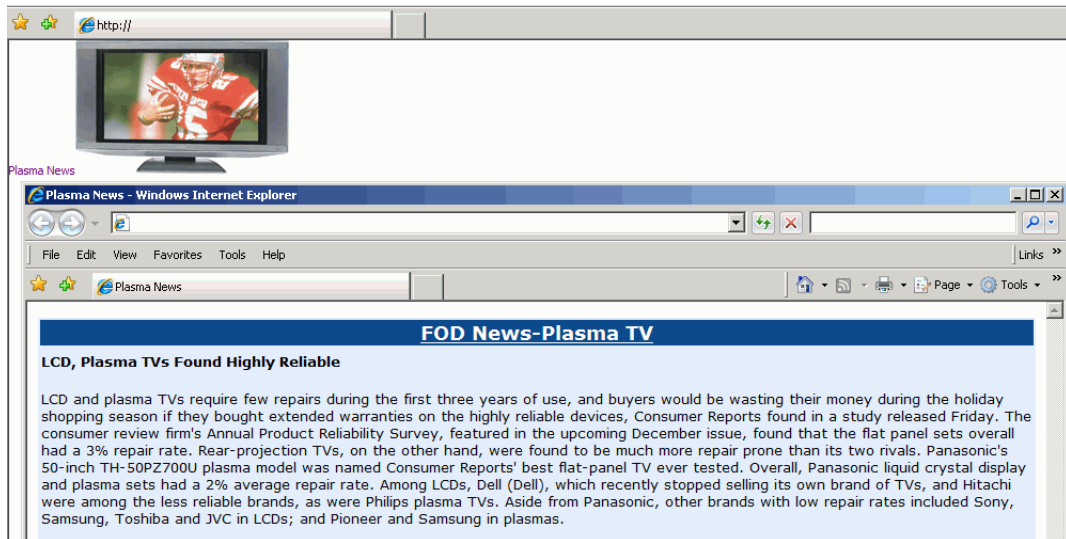 http://
Plasma News
Plasma News - Windows Internet Explorer
File Edit View Favorites Tools Help
Links »
Plasma News
Page Tools »
FOD News-Plasma TV
LCD, Plasma TVs Found Highly Reliable
LCD and plasma TVs require few repairs during the first three years of use, and buyers would be wasting their money during the holiday
shopping season if they bought extended warranties on the highly reliable devices, Consumer Reports found in a study released Friday. The
consumer review firm's Annual Product Reliability Survey, featured in the upcoming December issue, found that the flat panel sets overall
had a 3% repair rate. Rear-projection TVs, on the other hand, were found to be much more repair prone than its two rivals. Panasonic's
50-inch TH-50PZ700U plasma model was named Consumer Reports' best flat-panel TV ever tested. Overall, Panasonic liquid crystal display
and plasma sets had a 2% average repair rate. Among LCDs, Dell (Dell), which recently stopped selling its own brand of TVs, and Hitachi
were among the less reliable brands, as were Philips plasma TVs. Aside from Panasonic, other brands with low repair rates included Sony,
Samsung, Toshiba and JVC in LCDs; and Pioneer and Samsung in plasmas.